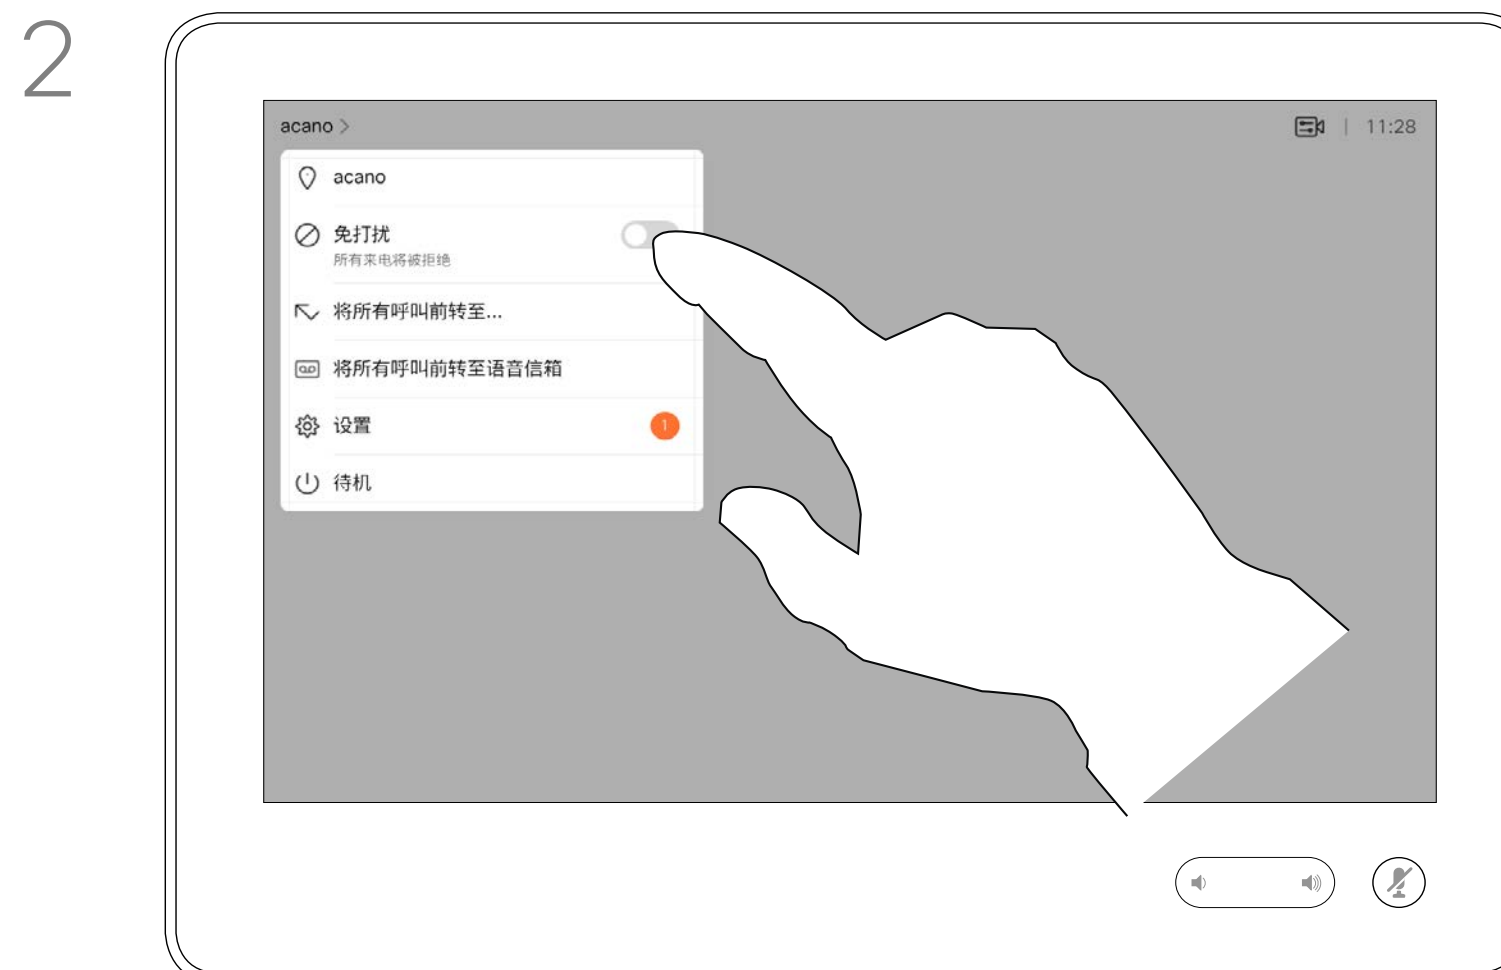 2
acano >
11:28
acano
免打扰
所有来电将被拒绝
将所有呼叫前转至...
将所有呼叫前转至语音信箱
设置
1
待机